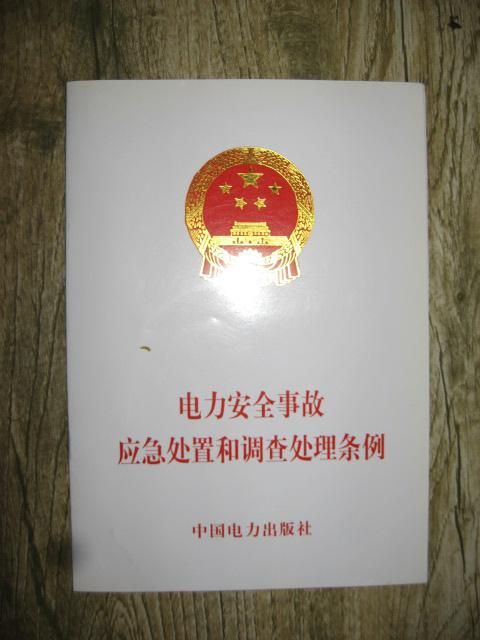 电力安全事故
应急处置和调查处理条例
中国电力出版社